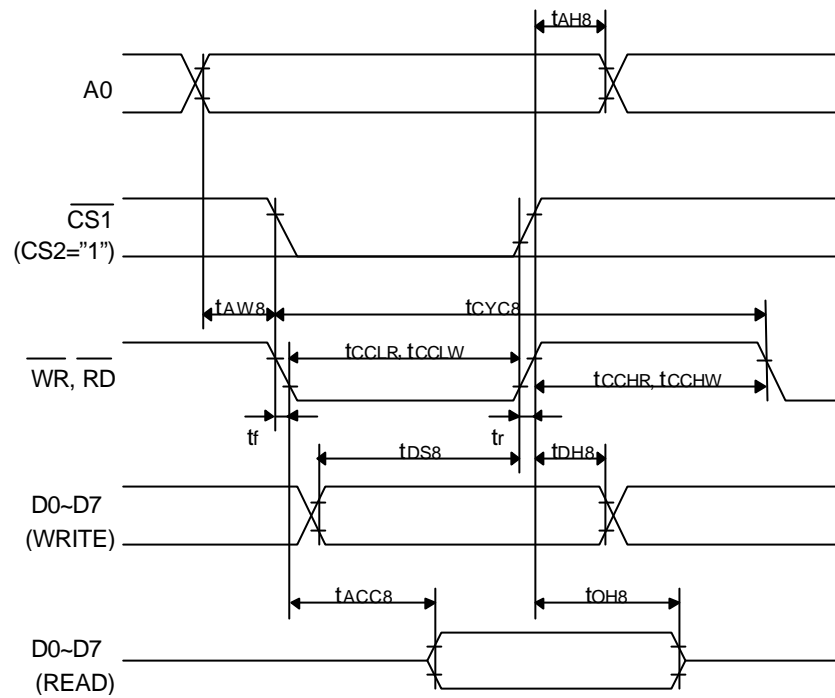 tAH8
A0
CS1
(CS2="1")
tAW8
tCYC8
WR, RD
tCCLR, tCCLW
tCCHR, tCCHW
tf
tr
tDS8
tDH8
D0~D7
(WRITE)
tACC8
tOH8
D0~D7
(READ)